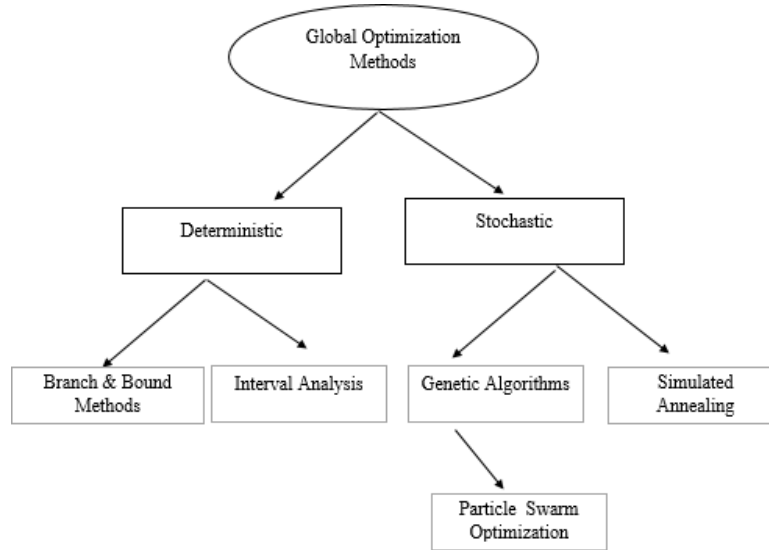 Global Optimization
Methods
Deterministic
Stochastic
Branch & Bound
Methods
Interval Analysis
Genetic Algorithms
Simulated
Annealing
Particle Swarm
Optimization